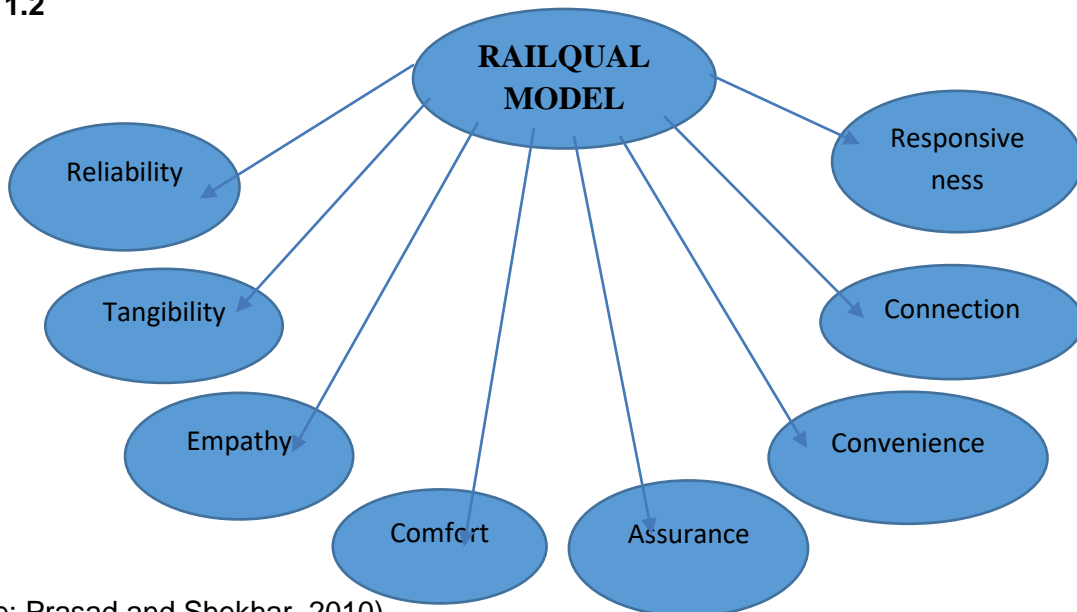 1.2
RAILQUAL
MODEL
Reliability
Responsive
ness
Tangibility
Connection
Empathy
Convenience
Comfort
Assurance
: Prasad and Shekhar, 2010)